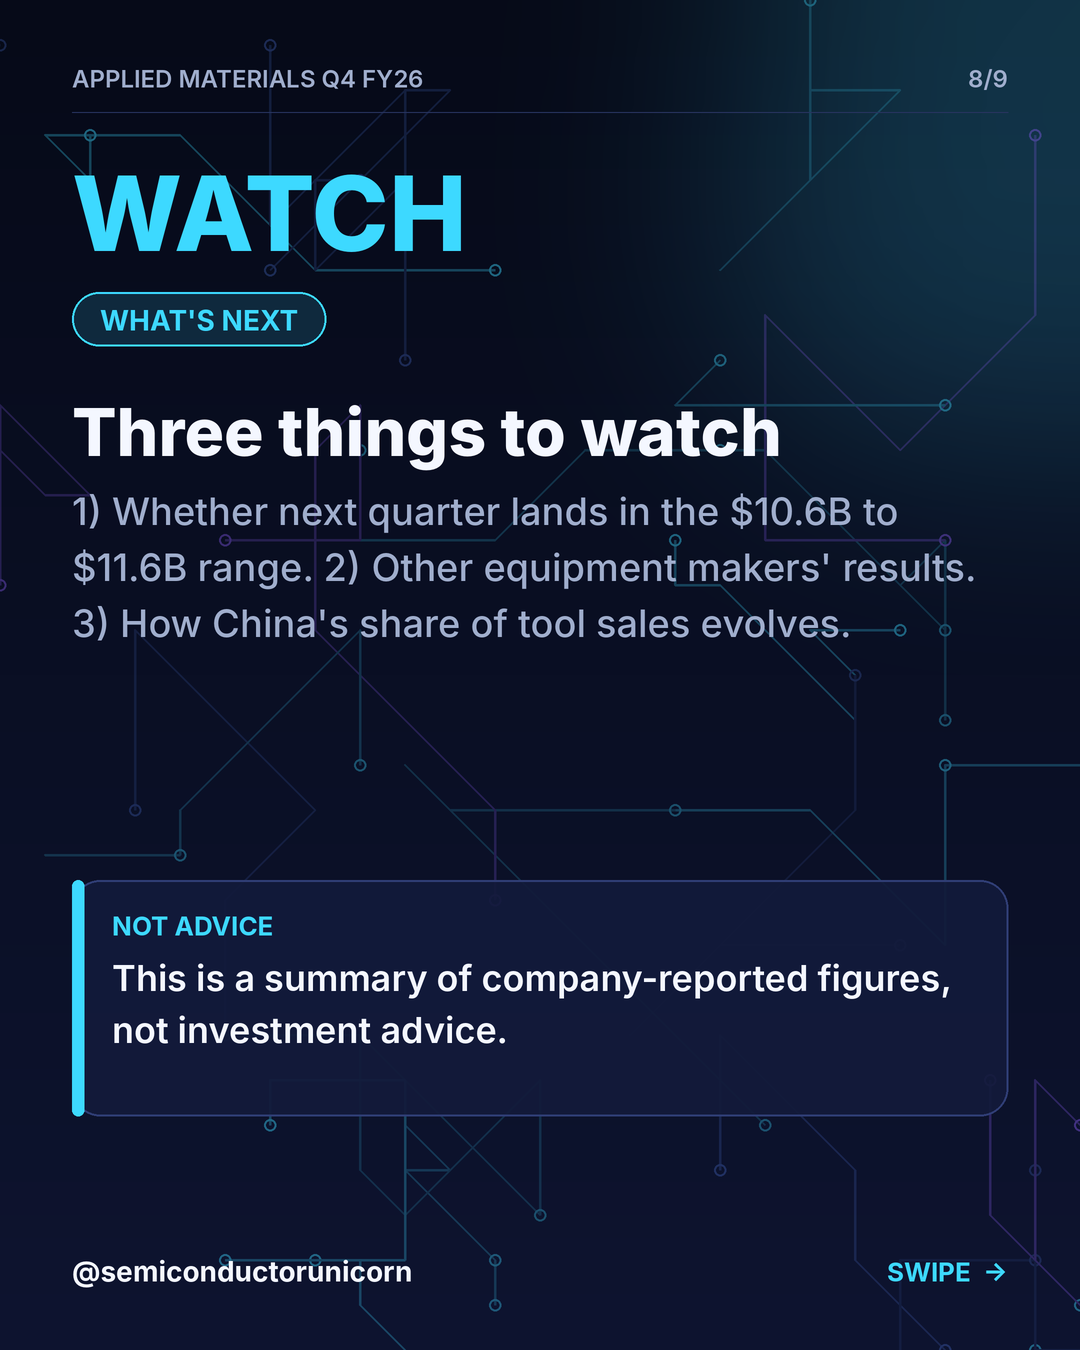 APPLIED MATERIALS Q4 FY26
8/9
WATCH
WHAT'S NEXT
Three things to watch
1) Whether next quarter lands in the $10.6B to
$11.6B range. 2) Other equipment makers' results.
3) How China's share of tool sales evolves.
NOT ADVICE
This is a summary of company-reported figures,
not investment advice.
@semiconductorunicorn
SWIPE →